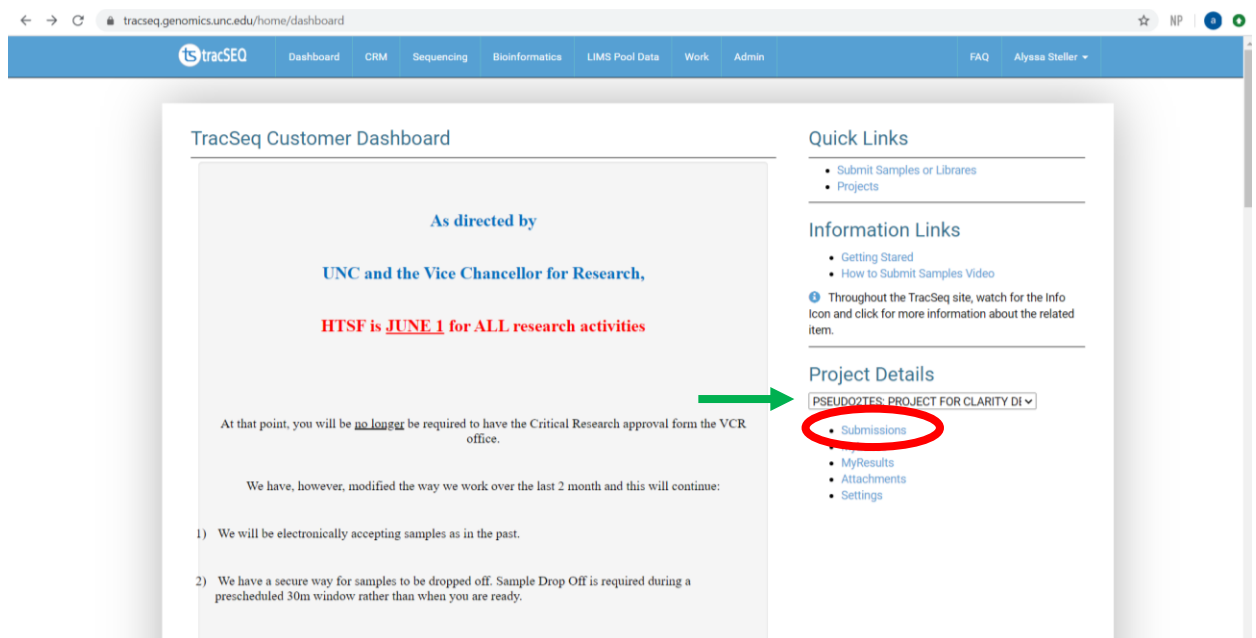 tracseq.genomics.unc.edu/home/dashboard
NP
a
ts tracSEQ
Dashboard
CRM
Sequencing
Bioinformatics
LIMS Pool Data
Work
Admin
FAQ
Alyssa Steller
TracSeq Customer Dashboard
As directed by
UNC and the Vice Chancellor for Research,
HTSF is JUNE 1 for ALL research activities
At that point, you will be no longer be required to have the Critical Research approval form the VCR
office.
We have, however, modified the way we work over the last 2 month and this will continue:
1) We will be electronically accepting samples as in the past.
2) We have a secure way for samples to be dropped off. Sample Drop Off is required during a
prescheduled 30m window rather than when you are ready.
Quick Links
Submit Samples or Librares
Projects
Information Links
Getting Stared
How to Submit Samples Video
Throughout the TracSeq site, watch for the Info
Icon and click for more information about the related
item.
Project Details
PSEUDO2TES: PROJECT FOR CLARITY
Submissions
MyResults
Attachments
Settings